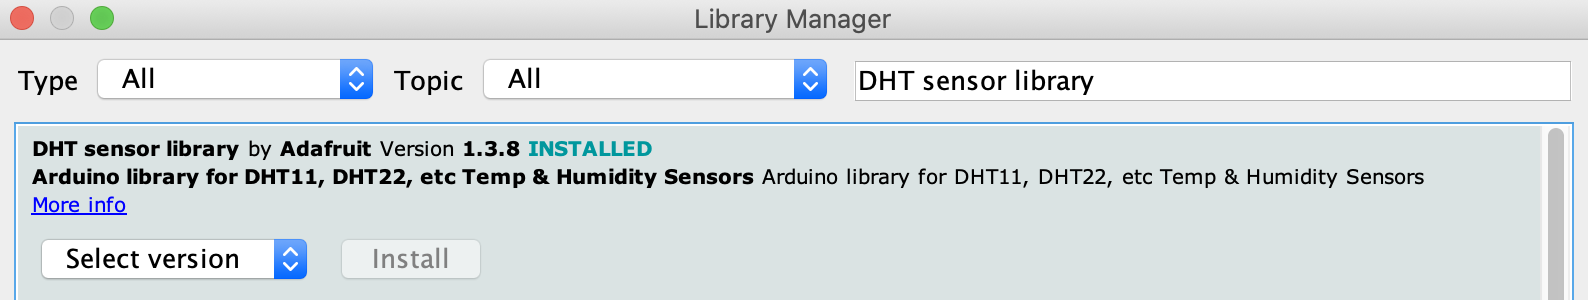 Library Manager
Type All Topic All DHT sensor library
DHT sensor library by Adafruit Version 1.3.8 INSTALLED
Arduino library for DHT11, DHT22, etc Temp & Humidity Sensors Arduino library for DHT11, DHT22, etc Temp & Humidity Sensors
More info
Select version Install